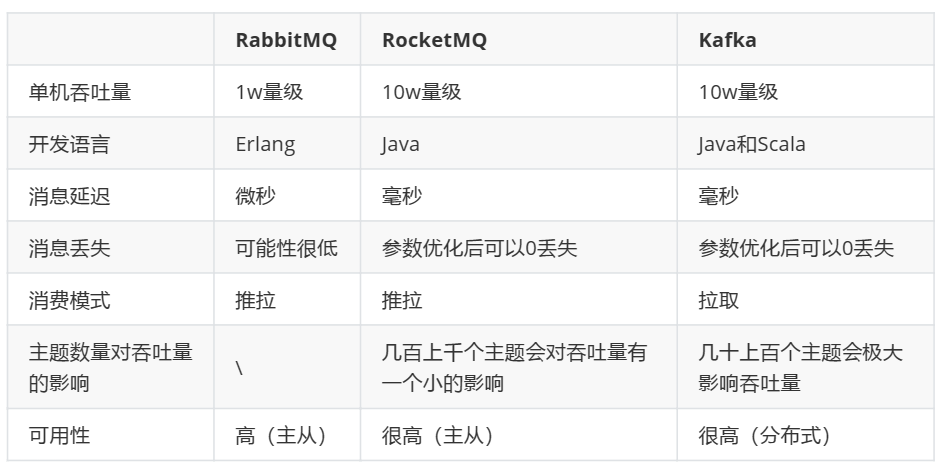 RabbitMQ RocketMQ Kafka
单机吞吐量 1w量级 10w量级 10w量级
开发语言 Erlang Java Java和Scala
消息延迟 微秒 毫秒 毫秒
消息丢失 可能性很低 参数优化后可以0丢失 参数优化后可以0丢失
消费模式 推拉 推拉 拉取
主题数量对吞吐量
的影响
\
几百上千个主题会对吞吐量有
一个小的影响
几十上百个主题会极大
影响吞吐量
可用性 高（主从） 很高（主从） 很高（分布式）